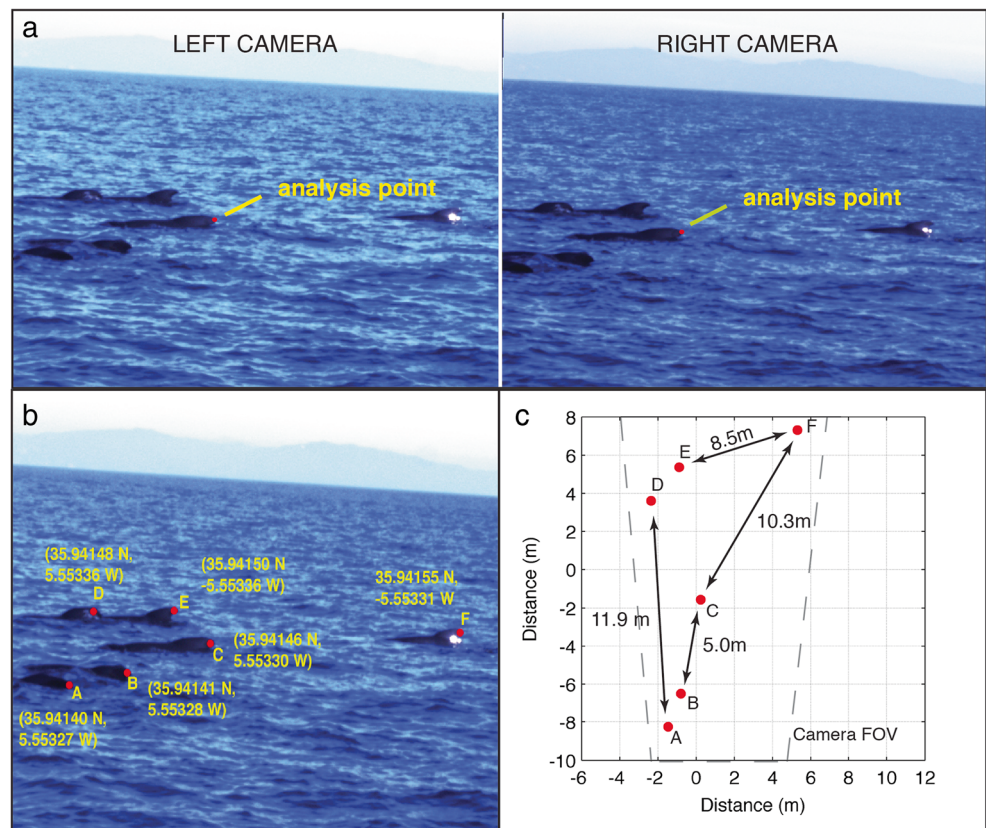 a
LEFT CAMERA
RIGHT CAMERA
analysis point
analysis point
b
(35.94148 N,
5.55336 W)
D
(35.94150 N
-5.55336 W)
E
35.94155 N,
-5.55331 W
F
C
(35.94146 N,
5.55330 W)
A
B
(35.94141 N,
5.55328 W)
(35.94140 N,
5.55327 W)
c
8
6
4
2
0
-2
-4
-6
-8
-10
Distance (m)
E
8.5m
F
D
10.3m
C
11.9 m
5.0m
B
A
Camera FOV
-6 -4 -2 0 2 4 6 8 10 12
Distance (m)